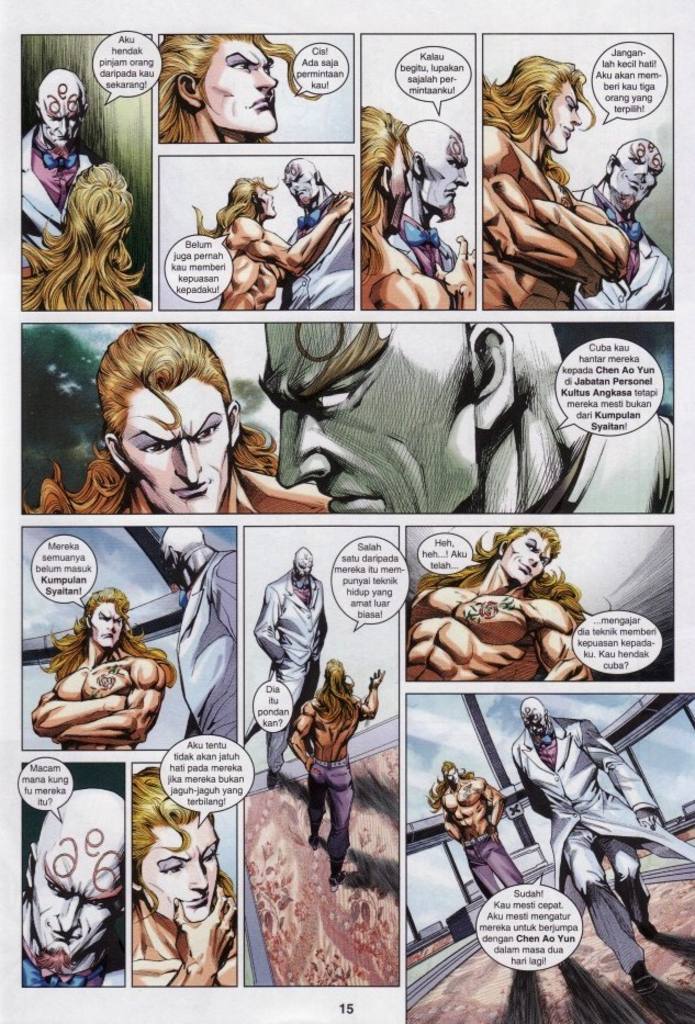 Aku
hendak
pinjam orang
daripada kau
sekarang!
Cis!
Ada saja
permintaan
kau!
Belum
juga pernah
kau memberi
kepuasan
kepadaku!
Kalau
begitu, lupakan
sajalah per-
mintaanku!
Jangan-
lah kecil hati!
Aku akan mem-
beri kau tiga
orang yang
terpilih!
Cuba kau
hantar mereka
kepada Chen Ao Yun
di Jabatan Personel
Kultus Angkasa tetapi
mereka mesti bukan
dari Kumpulan
Syaitan!
Mereka
semuanya
belum masuk
Kumpulan
Syaitan!
Macam
mana kung
fu mereka
itu?
Aku tentu
tidak akan jatuh
hati pada mereka
jika mereka bukan
jaguh-jaguh yang
terbilang!
Salah
satu daripada
mereka itu mem-
punyai teknik
hidup yang
amat luar
biasa!
Dia
itu
pondan
kan?
Heh,
heh...! Aku
telah...
...mengajar
dia teknik memberi
kepuasan kepada-
ku. Kau hendak
cuba?
Sudah!
Kau mesti cepat.
Aku mesti mengatur
mereka untuk berjumpa
dengan Chen Ao Yun
dalam masa dua
hari lagi!
15